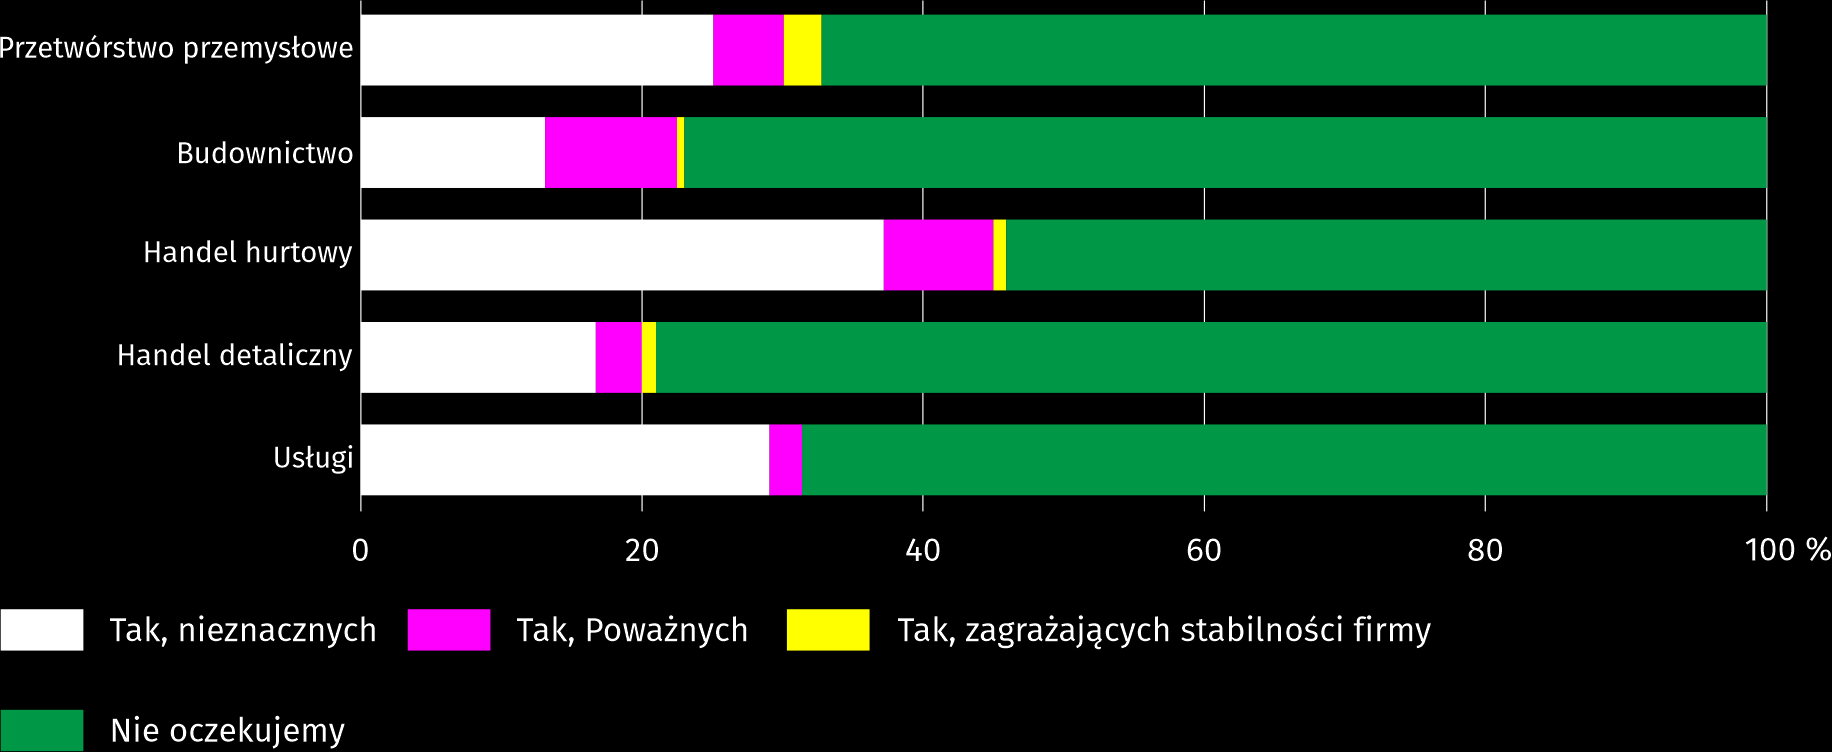 Przetwórstwo przemysłowe
Budownictwo
Handel hurtowy
Handel detaliczny
Usługi
0 20 40 60 80 100 %
Tak, nieznacznych Tak, Poważnych Tak, zagrażających stabilności firmy
Nie oczekujemy